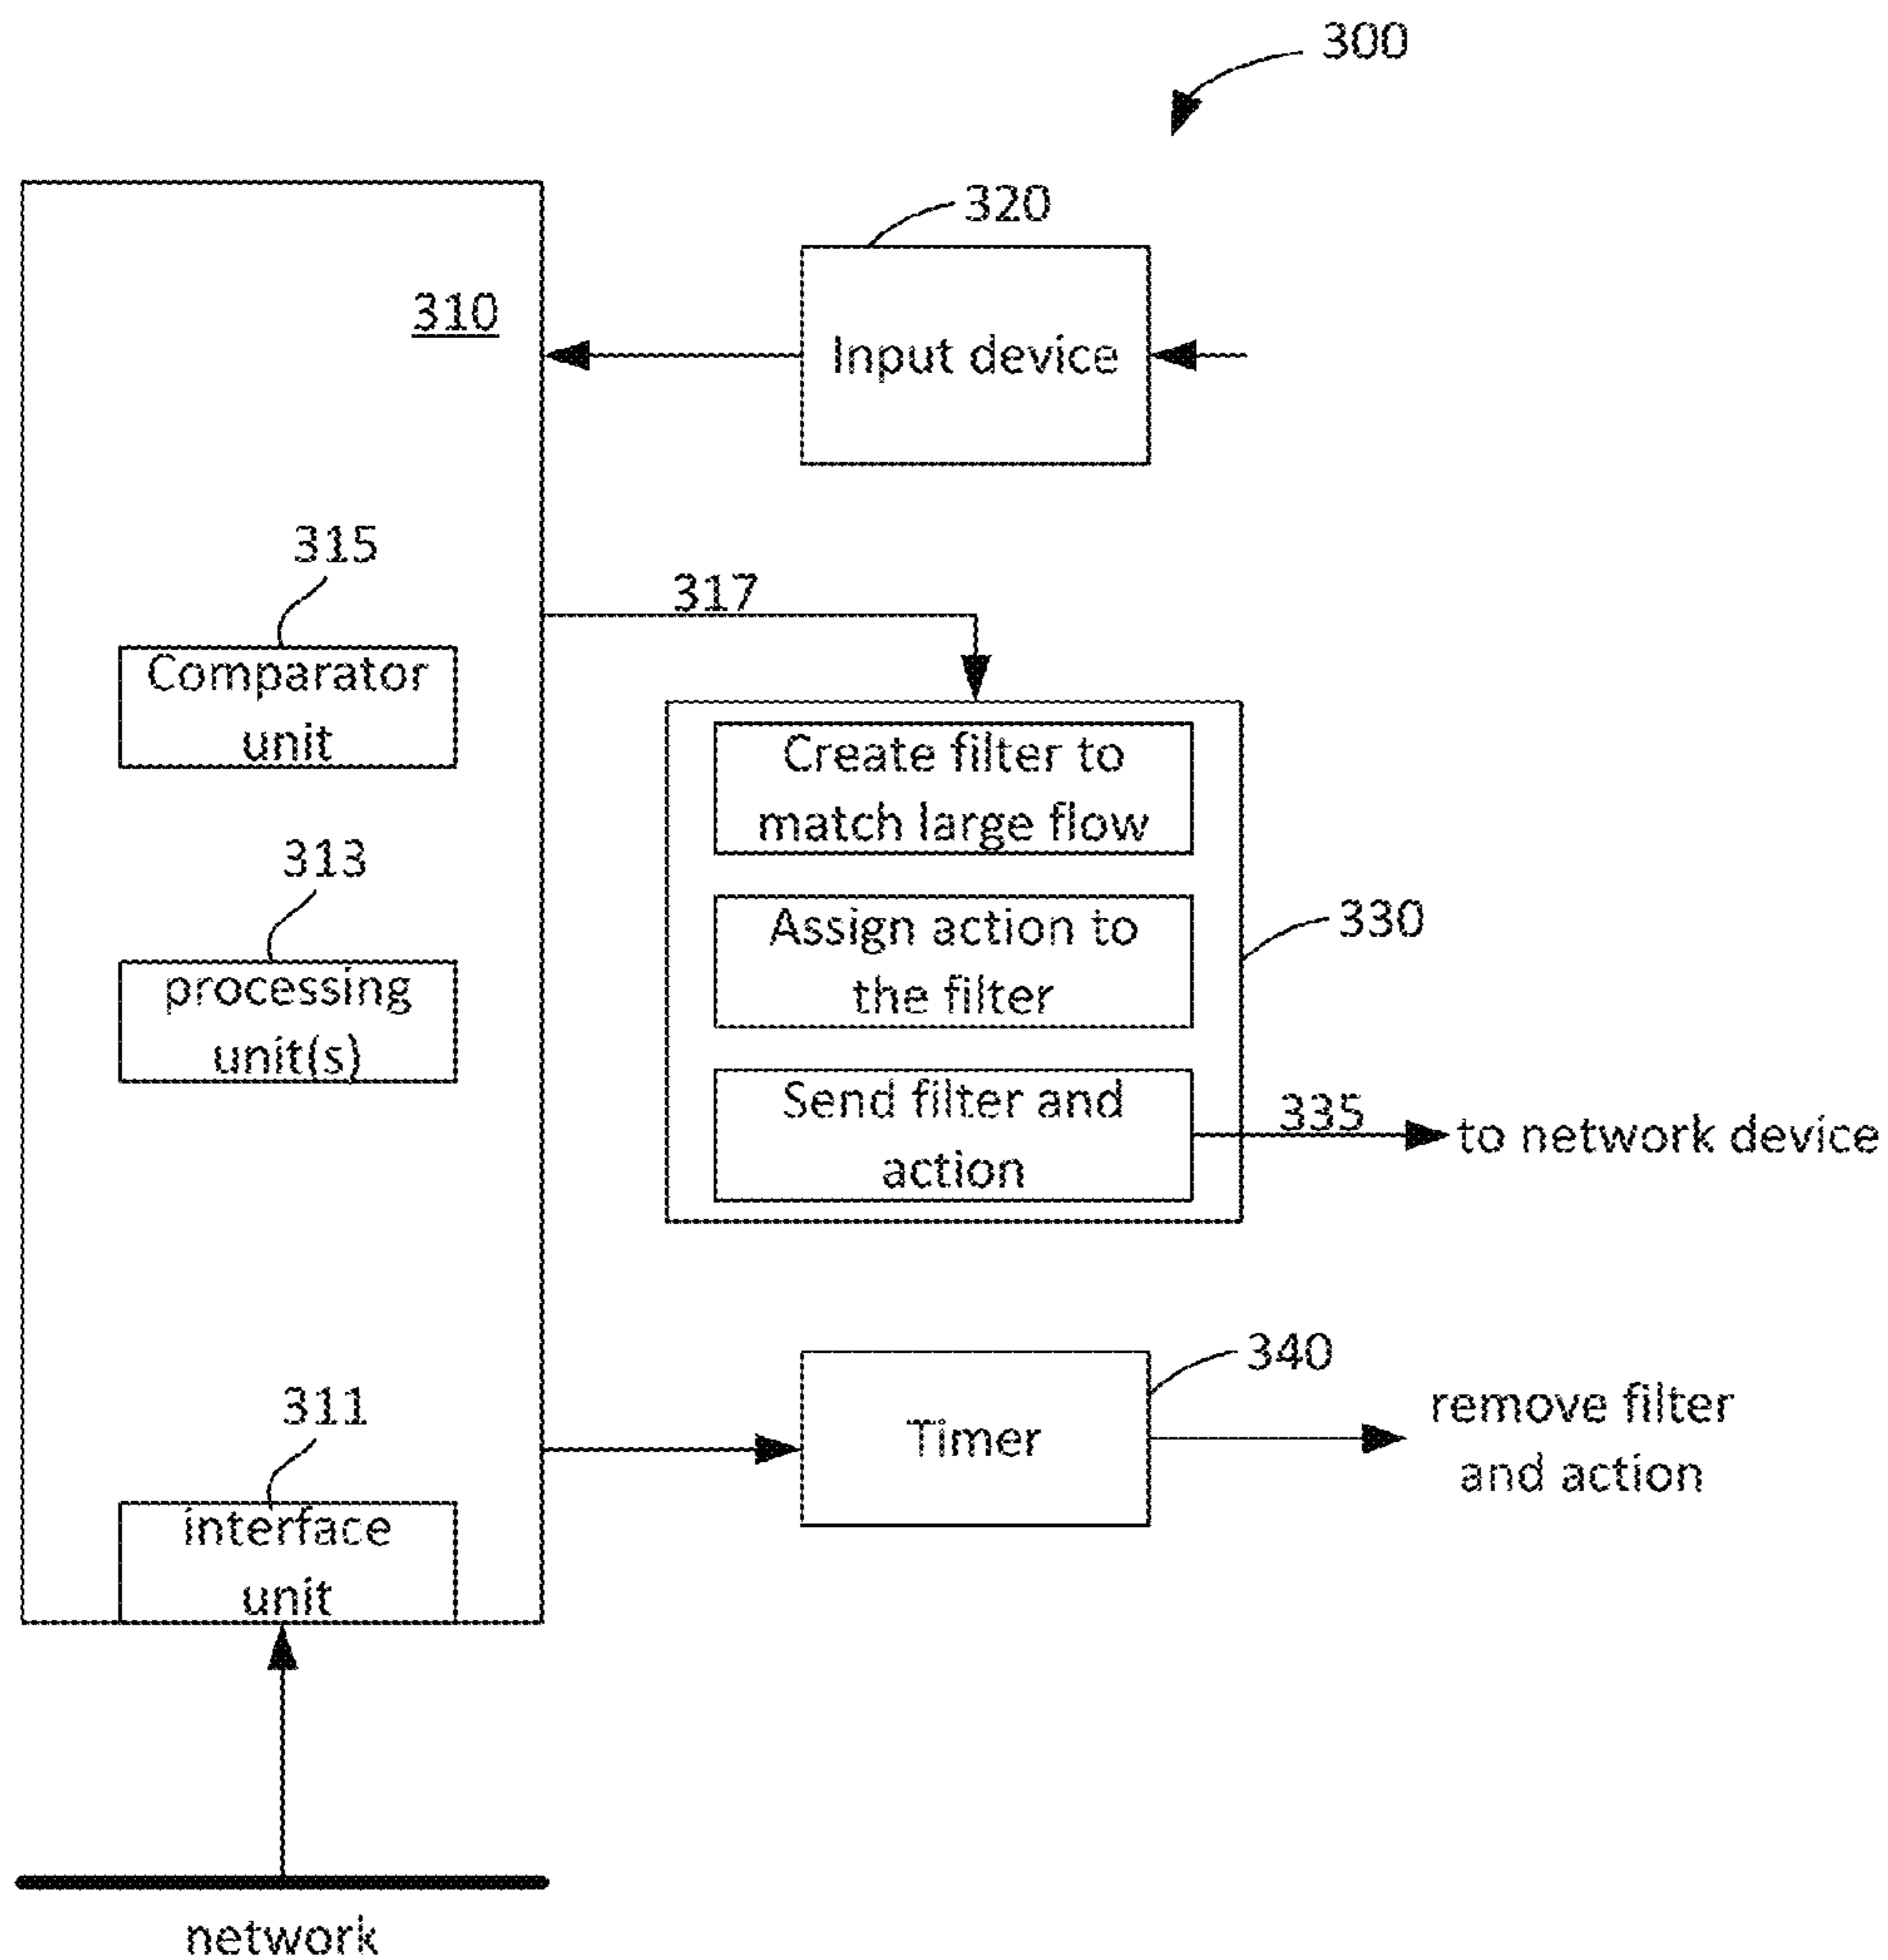 300
320
310
Input device
315
317
Comparator
unit
Create filter to
match large flow
313
330
processing
unit(s)
Assign action to
the filter
Send filter and
action
335
to network device
340
311
Timer
remove filter
and action
interface
unit
network